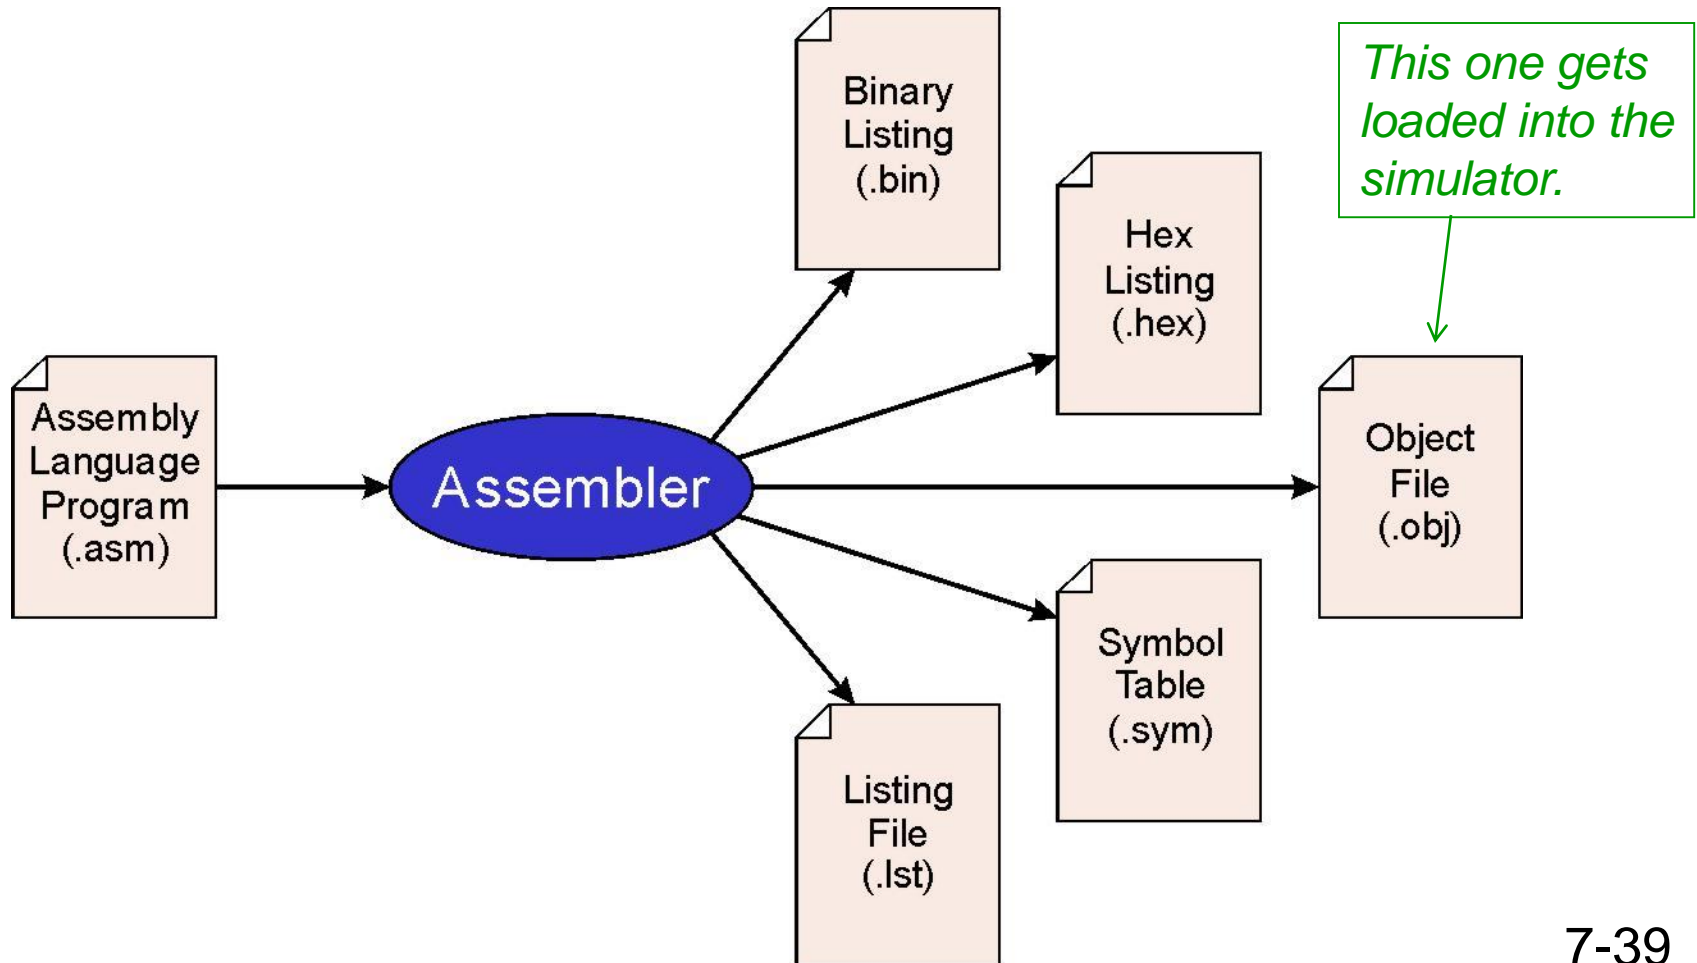 Assembly
Language
Program
(.asm)
Assembler
Binary
Listing
(.bin)
Hex
Listing
(.hex)
This one gets
loaded into the
simulator.
Object
File
(.obj)
Symbol
Table
(.sym)
Listing
File
(.lst)
7-39